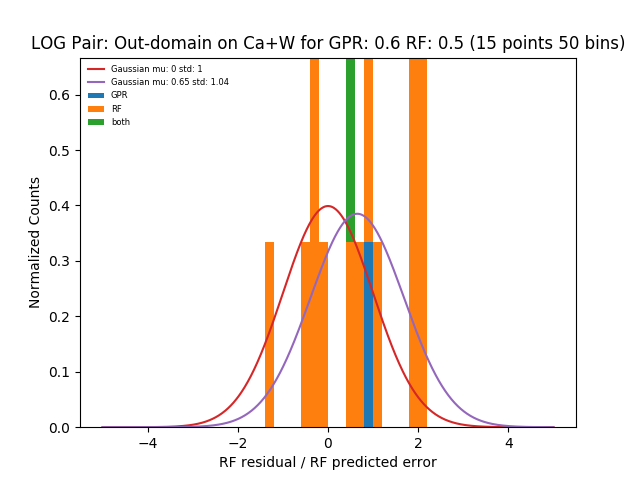 LOG Pair: Out-domain on Ca+W for GPR: 0.6 RF: 0.5 (15 points 50 bins)
Gaussian mu: 0 std: 1
Gaussian mu: 0.65 std: 1.04
GPR
RF
both
Normalized Counts
0.6
0.5
0.4
0.3
0.2
0.1
0.0
−4 −2 0 2 4
RF residual / RF predicted error